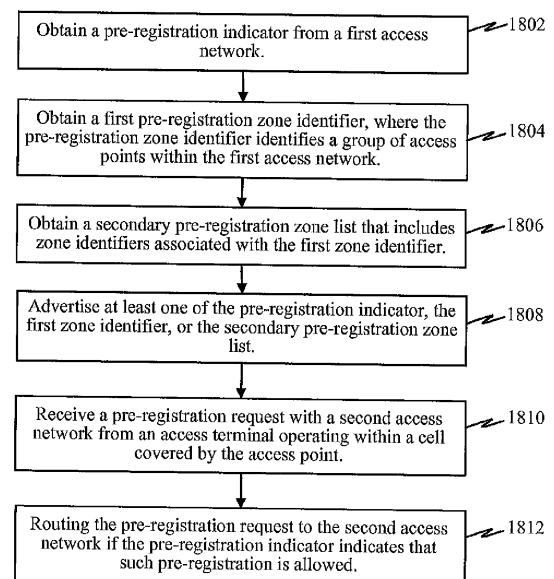 Obtain a pre-registration indicator from a first access
network.
1802
Obtain a first pre-registration zone identifier, where the
pre-registration zone identifier identifies a group of access
points within the first access network.
1804
Obtain a secondary pre-registration zone list that includes
zone identifiers associated with the first zone identifier.
1806
Advertise at least one of the pre-registration indicator, the
first zone identifier, or the secondary pre-registration zone
list.
1808
Receive a pre-registration request with a second access
network from an access terminal operating within a cell
covered by the access point.
1810
Routing the pre-registration request to the second access
network if the pre-registration indicator indicates that
such pre-registration is allowed.
1812